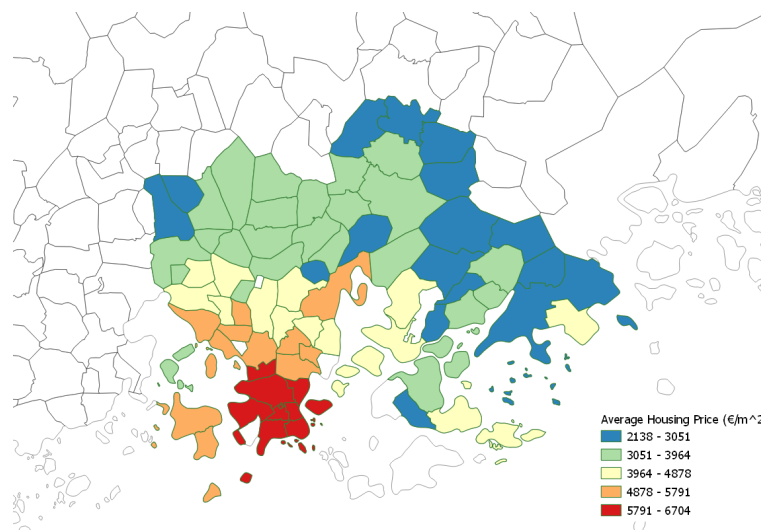 Average Housing Price (€/m^2
2138 - 3051
3051 - 3964
3964 - 4878
4878 - 5791
5791 - 6704